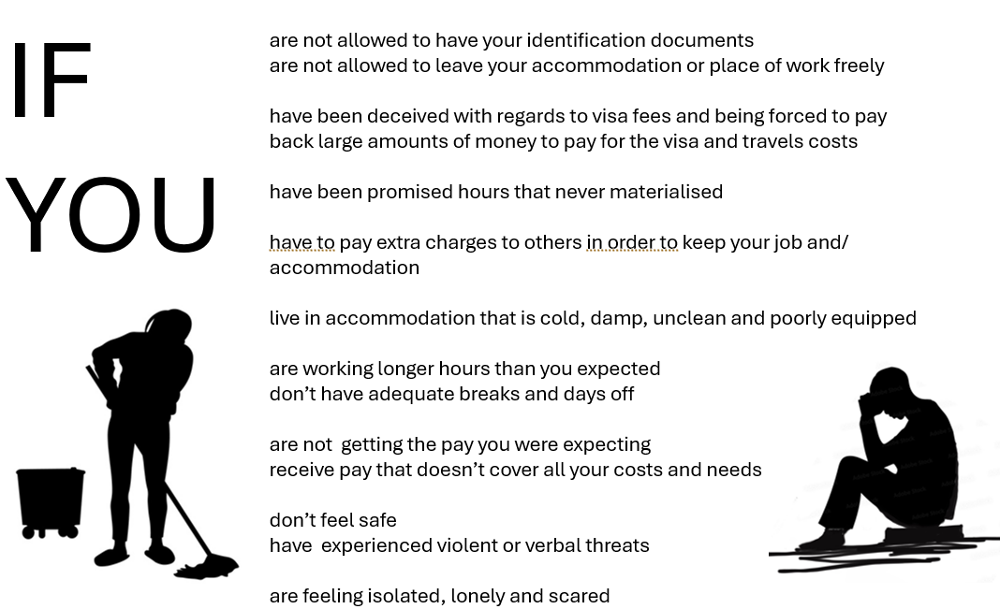 IF
YOU
are not allowed to have your identification documents
are not allowed to leave your accommodation or place of work freely
have been deceived with regards to visa fees and being forced to pay
back large amounts of money to pay for the visa and travels costs
have been promised hours that never materialised
have to pay extra charges to others in order to keep your job and/
accommodation
live in accommodation that is cold, damp, unclean and poorly equipped
are working longer hours than you expected
don’t have adequate breaks and days off
are not  getting the pay you were expecting
receive pay that doesn’t cover all your costs and needs
don’t feel safe
have  experienced violent or verbal threats
are feeling isolated, lonely and scared